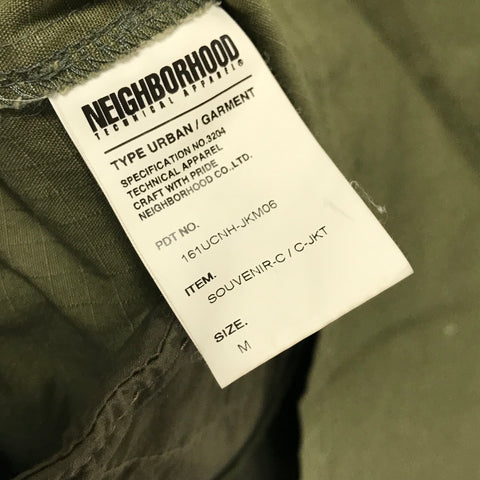 NEIGHBORHOOD
TECHNICAL APPAREL®
TYPE URBAN / GARMENT
SPECIFICATION NO.3204
TECHNICAL APPAREL
CRAFT WITH PRIDE
NEIGHBORHOOD CO.,LTD.
PDT NO.
161UCNH-JKM06
ITEM.
SOUVENIR-C / C-JKT
SIZE.
M